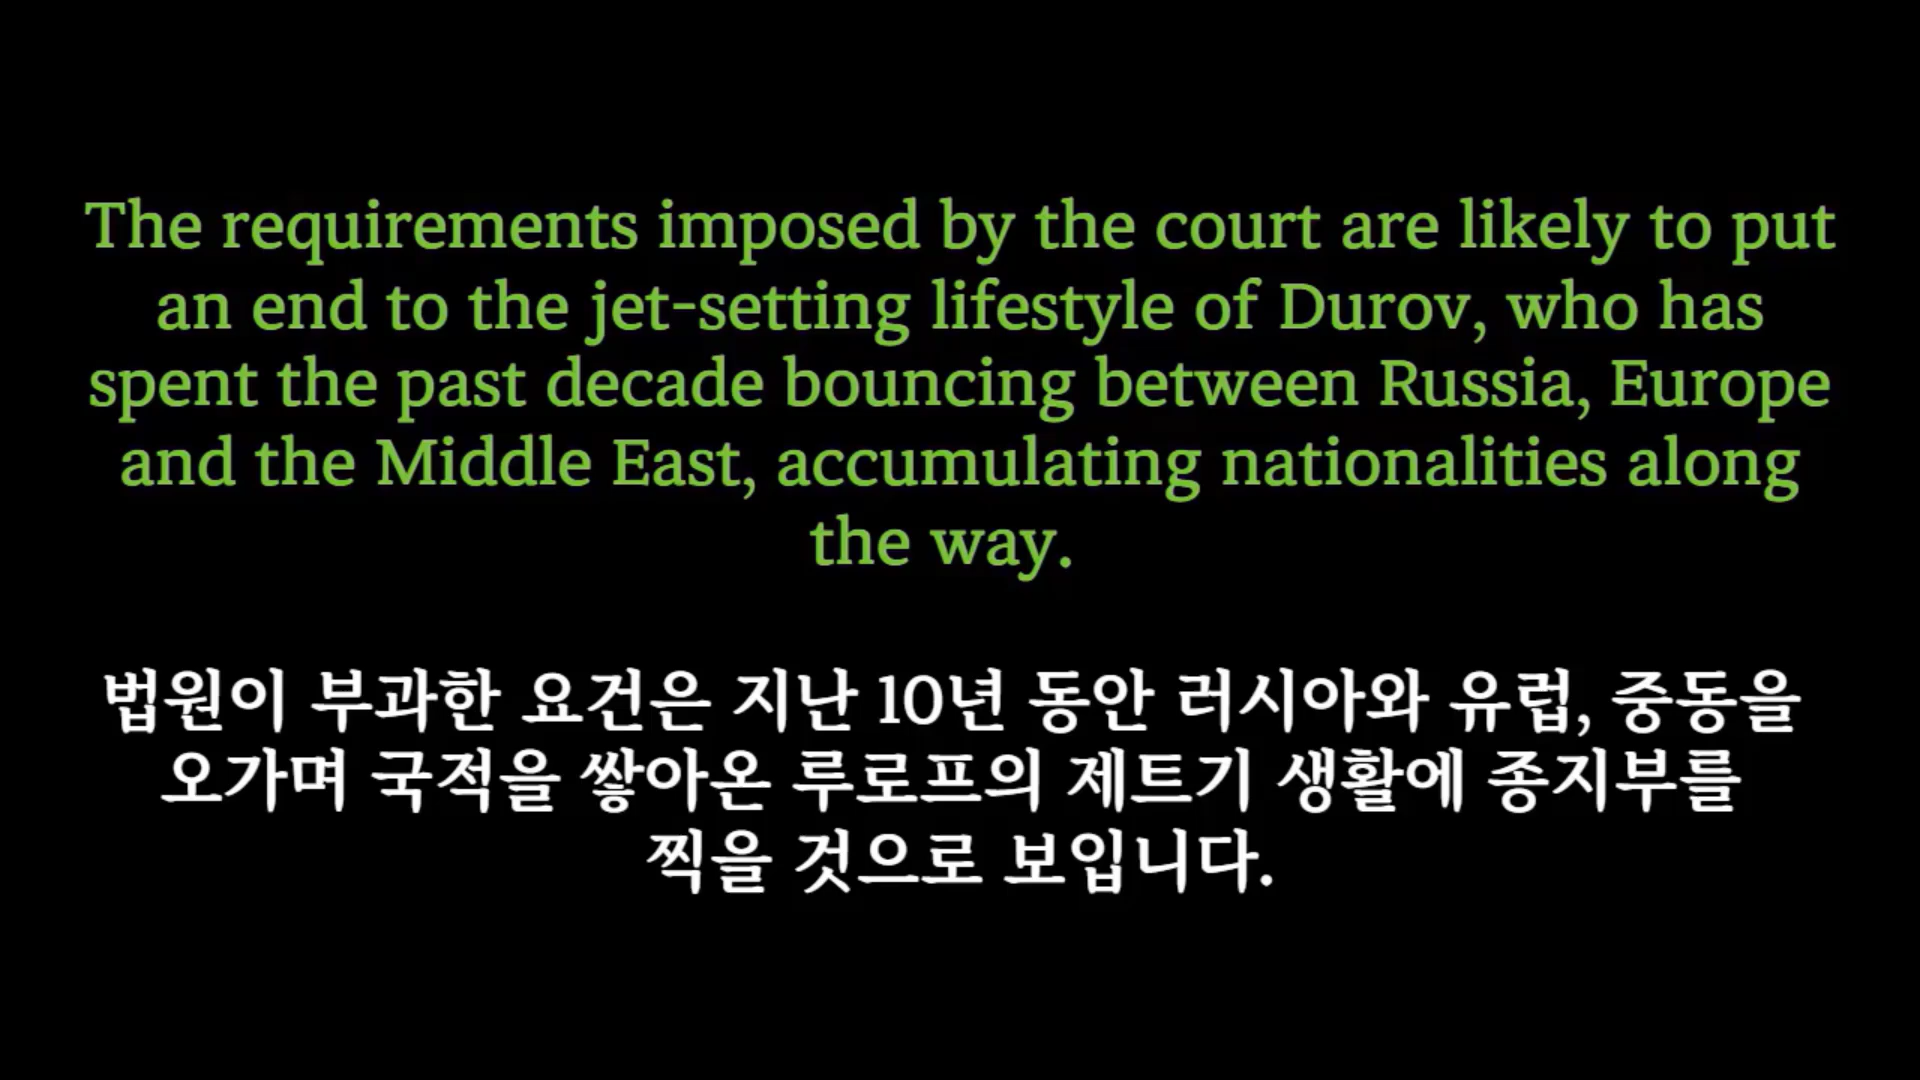 The requirements imposed by the court are likely to put
an end to the jet-setting lifestyle of Durov, who has
spent the past decade bouncing between Russia, Europe
and the Middle East, accumulating nationalities along
the way.
법원이 부과한 요건은 지난 10년 동안 러시아와 유럽, 중동을
오가며 국적을 쌓아온 루로프의 제트기 생활에 종지부를
찍을 것으로 보입니다.